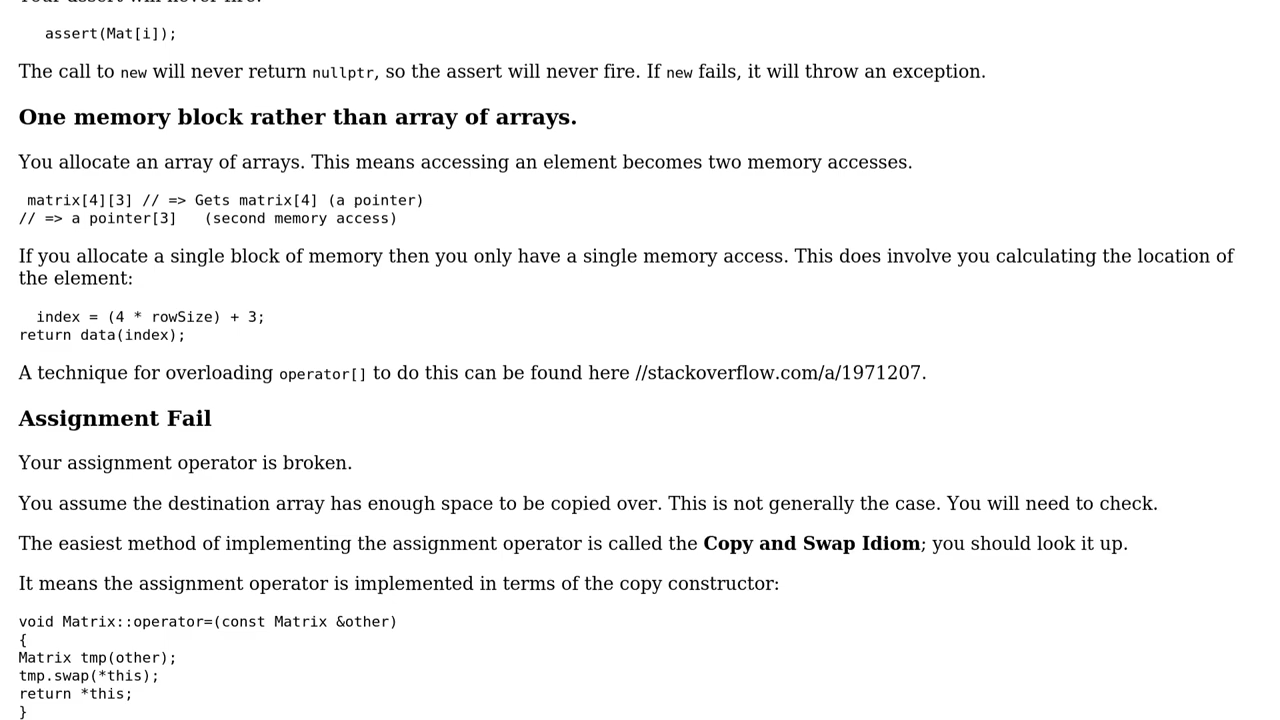 Your assert will never fire.
assert(Mat[i]);
The call to new will never return nullptr, so the assert will never fire. If new fails, it will throw an exception.
One memory block rather than array of arrays.
You allocate an array of arrays. This means accessing an element becomes two memory accesses.
matrix[4][3] // => Gets matrix[4] (a pointer)
// => a pointer[3]   (second memory access)
If you allocate a single block of memory then you only have a single memory access. This does involve you calculating the location of
the element:
index = (4 * rowSize) + 3;
return data(index);
A technique for overloading operator[] to do this can be found here //stackoverflow.com/a/1971207.
Assignment Fail
Your assignment operator is broken.
You assume the destination array has enough space to be copied over. This is not generally the case. You will need to check.
The easiest method of implementing the assignment operator is called the Copy and Swap Idiom; you should look it up.
It means the assignment operator is implemented in terms of the copy constructor:
void Matrix::operator=(const Matrix &other)
{
Matrix tmp(other);
tmp.swap(*this);
return *this;
}